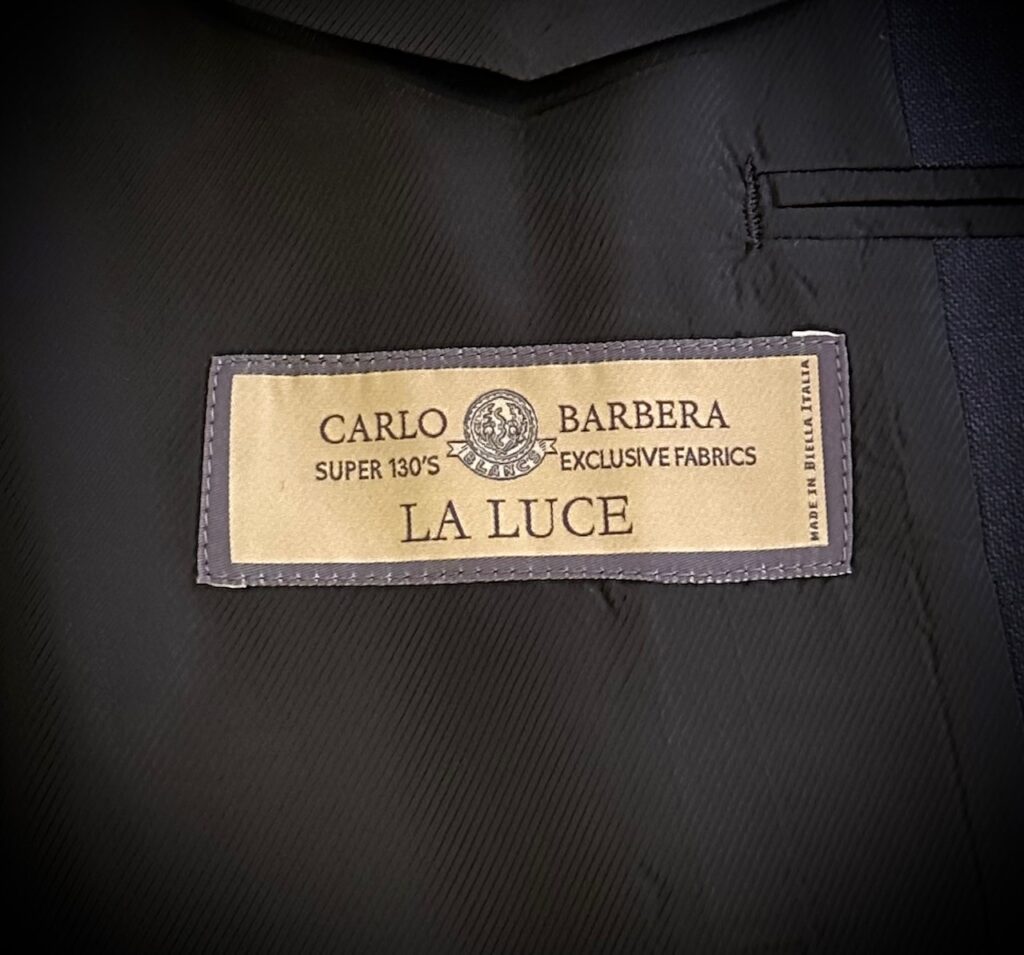 CARLO BARBERA
SUPER 130'S EXCLUSIVE FABRICS
LA LUCE
MADE IN BIELLA ITALIA